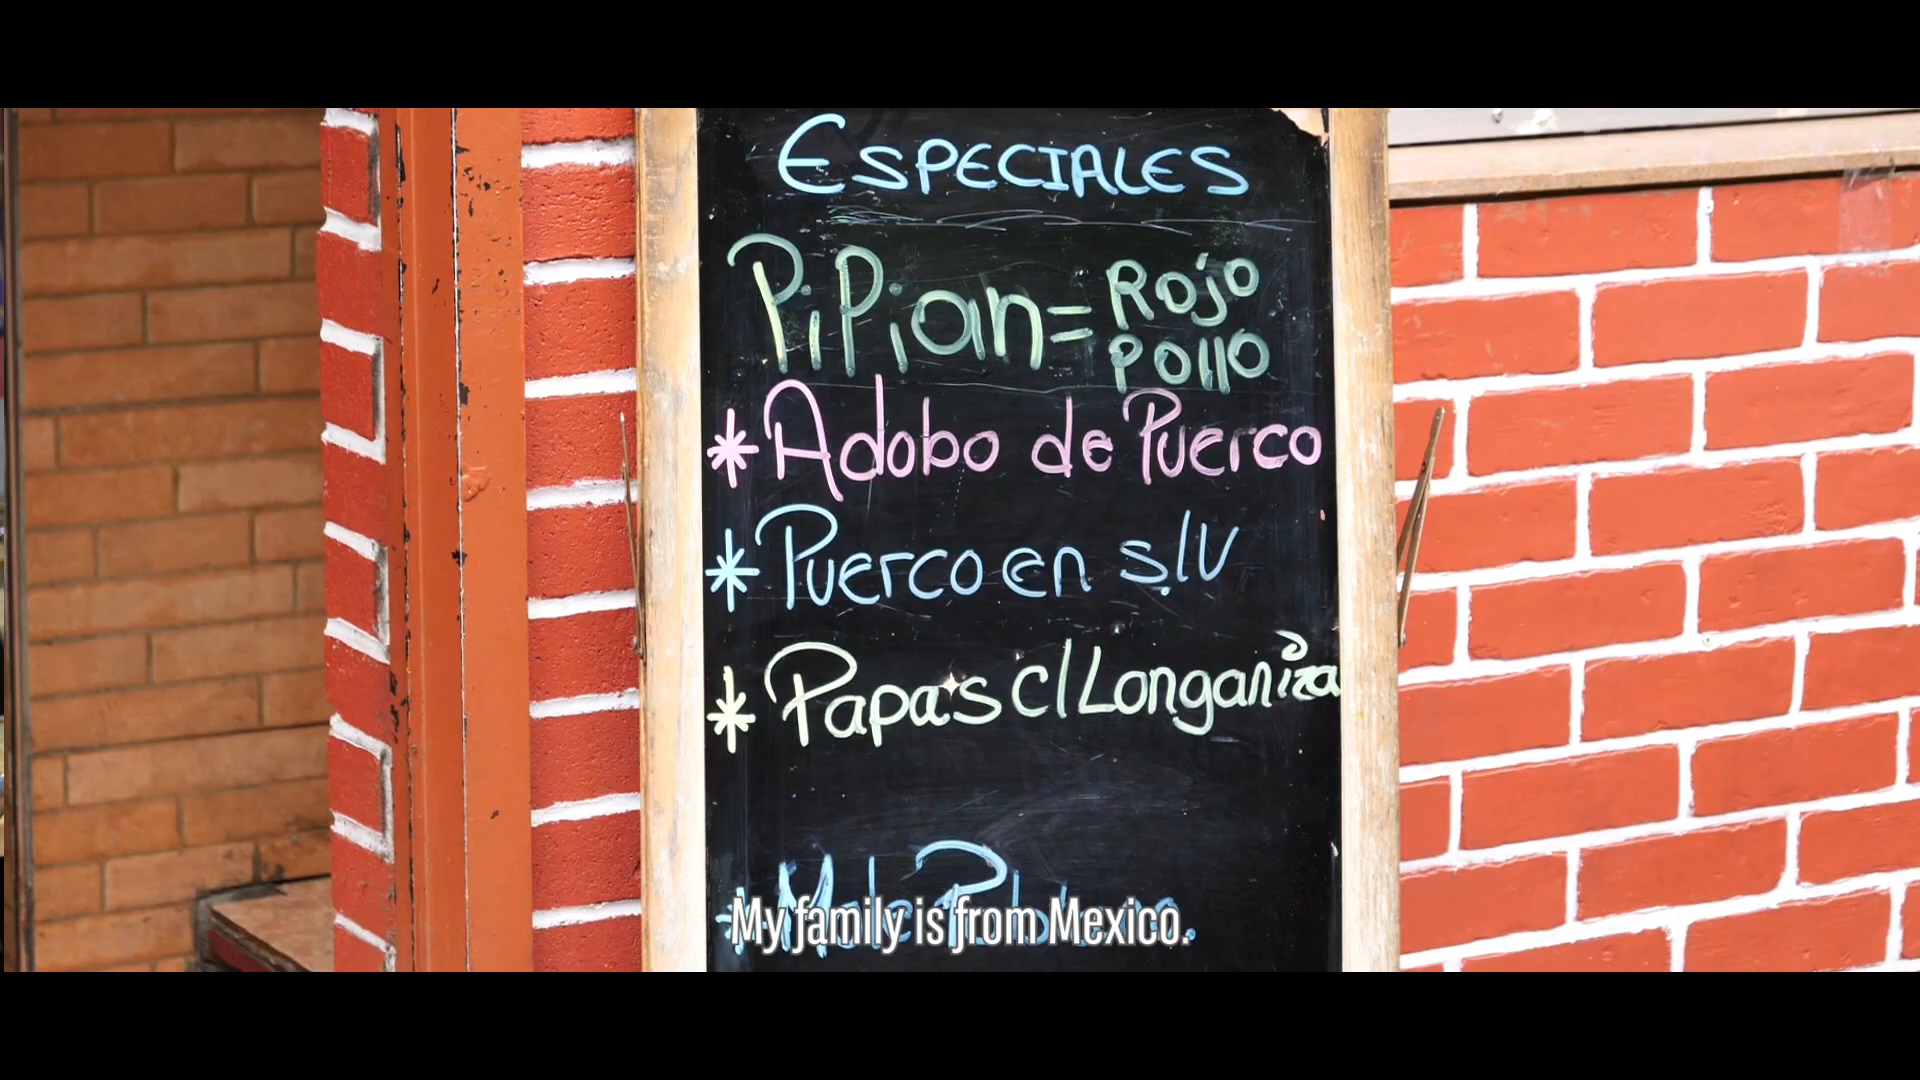 ESPECIALES
PiPian = Rojo
Pollo
* Adobo de Puerco
* Puerco en s/v
* Papas c/ Longaniza
My family is from Mexico.